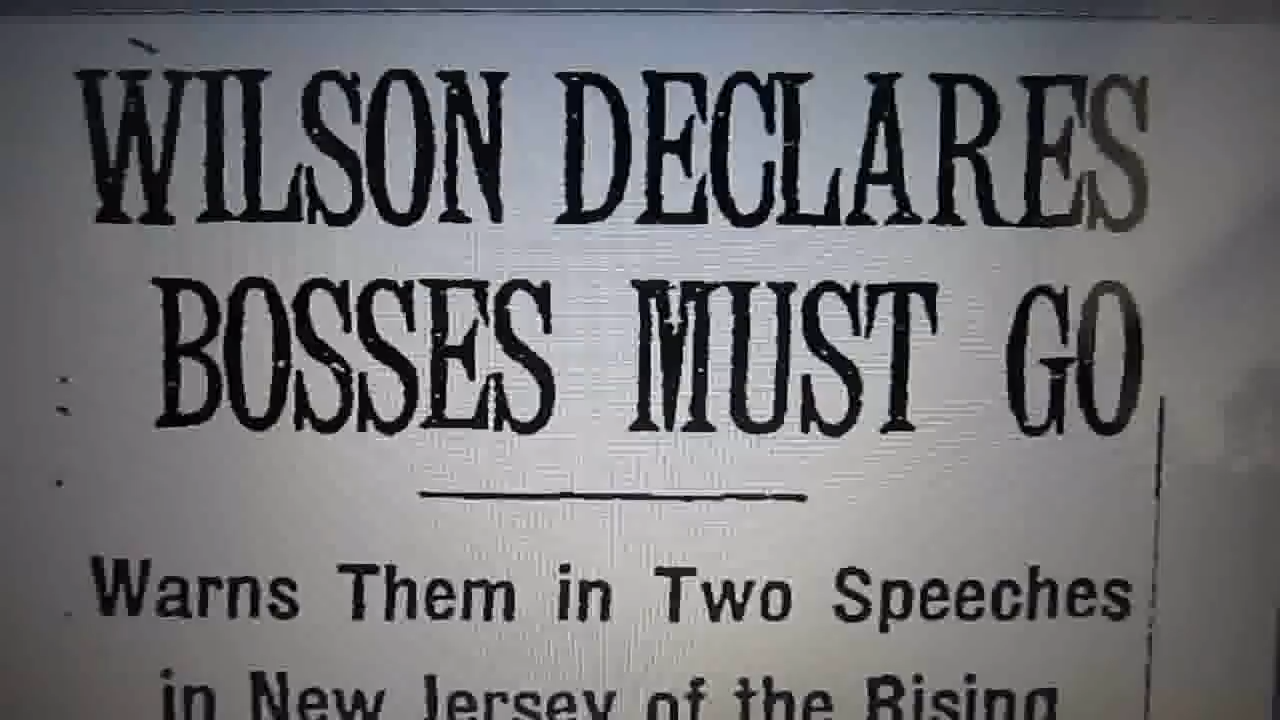 WILSON DECLARES
BOSSES MUST GO
Warns Them in Two Speeches
in New Jersey of the Rising